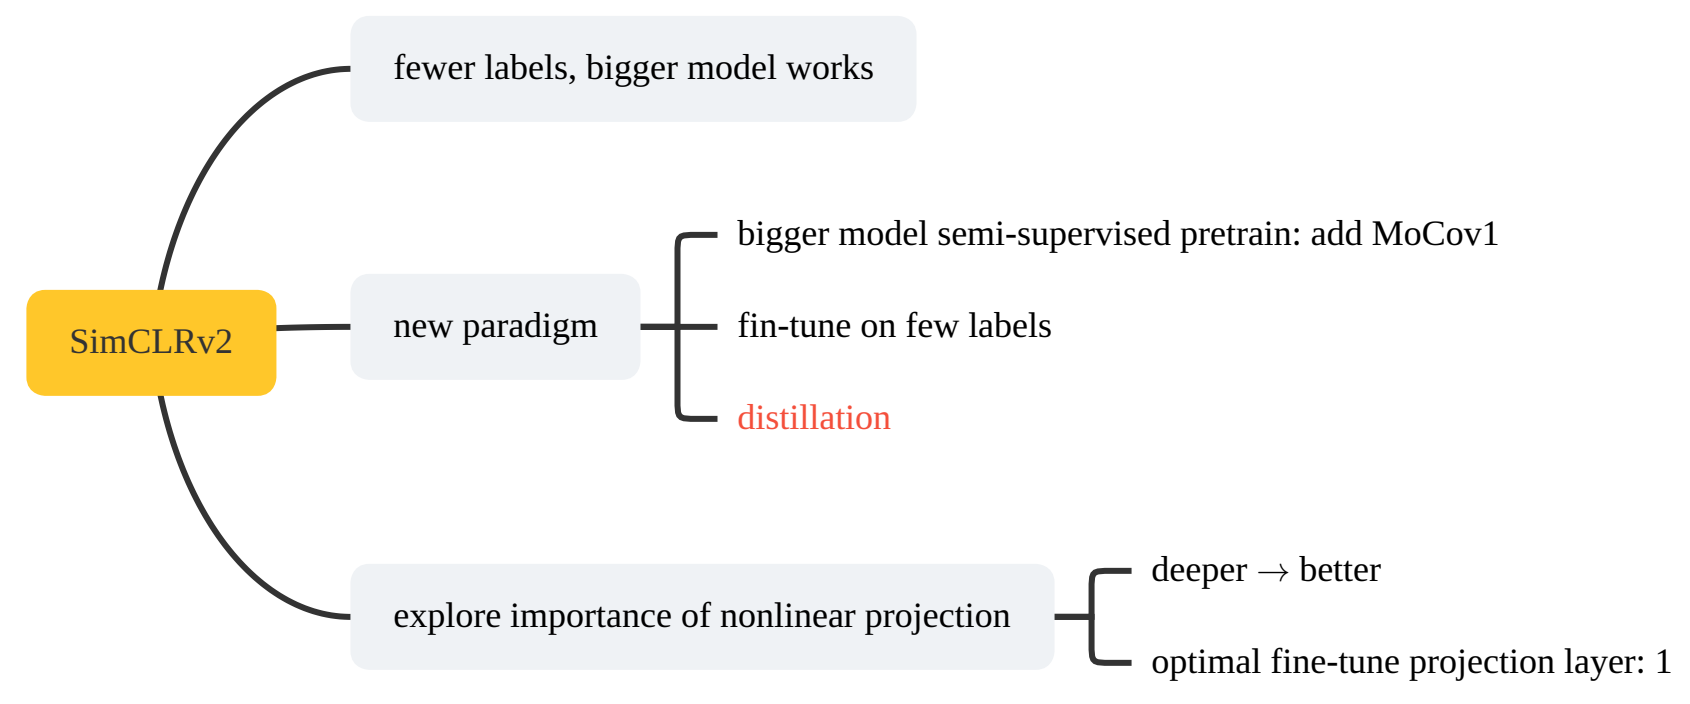 SimCLRv2
fewer labels, bigger model works
new paradigm
bigger model semi-supervised pretrain: add MoCov1
fin-tune on few labels
distillation
explore importance of nonlinear projection
deeper → better
optimal fine-tune projection layer: 1